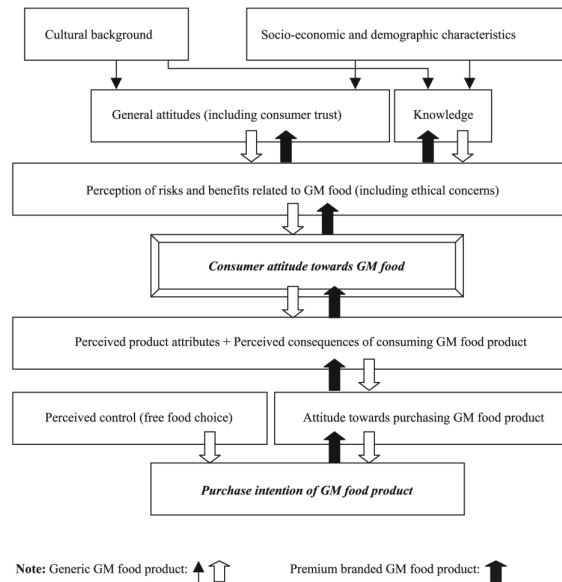 Cultural background
Socio-economic and demographic characteristics
General attitudes (including consumer trust)
Knowledge
Perception of risks and benefits related to GM food (including ethical concerns)
Consumer attitude towards GM food
Perceived product attributes + Perceived consequences of consuming GM food product
Perceived control (free food choice)
Attitude towards purchasing GM food product
Purchase intention of GM food product
Note: Generic GM food product:
Premium branded GM food product: